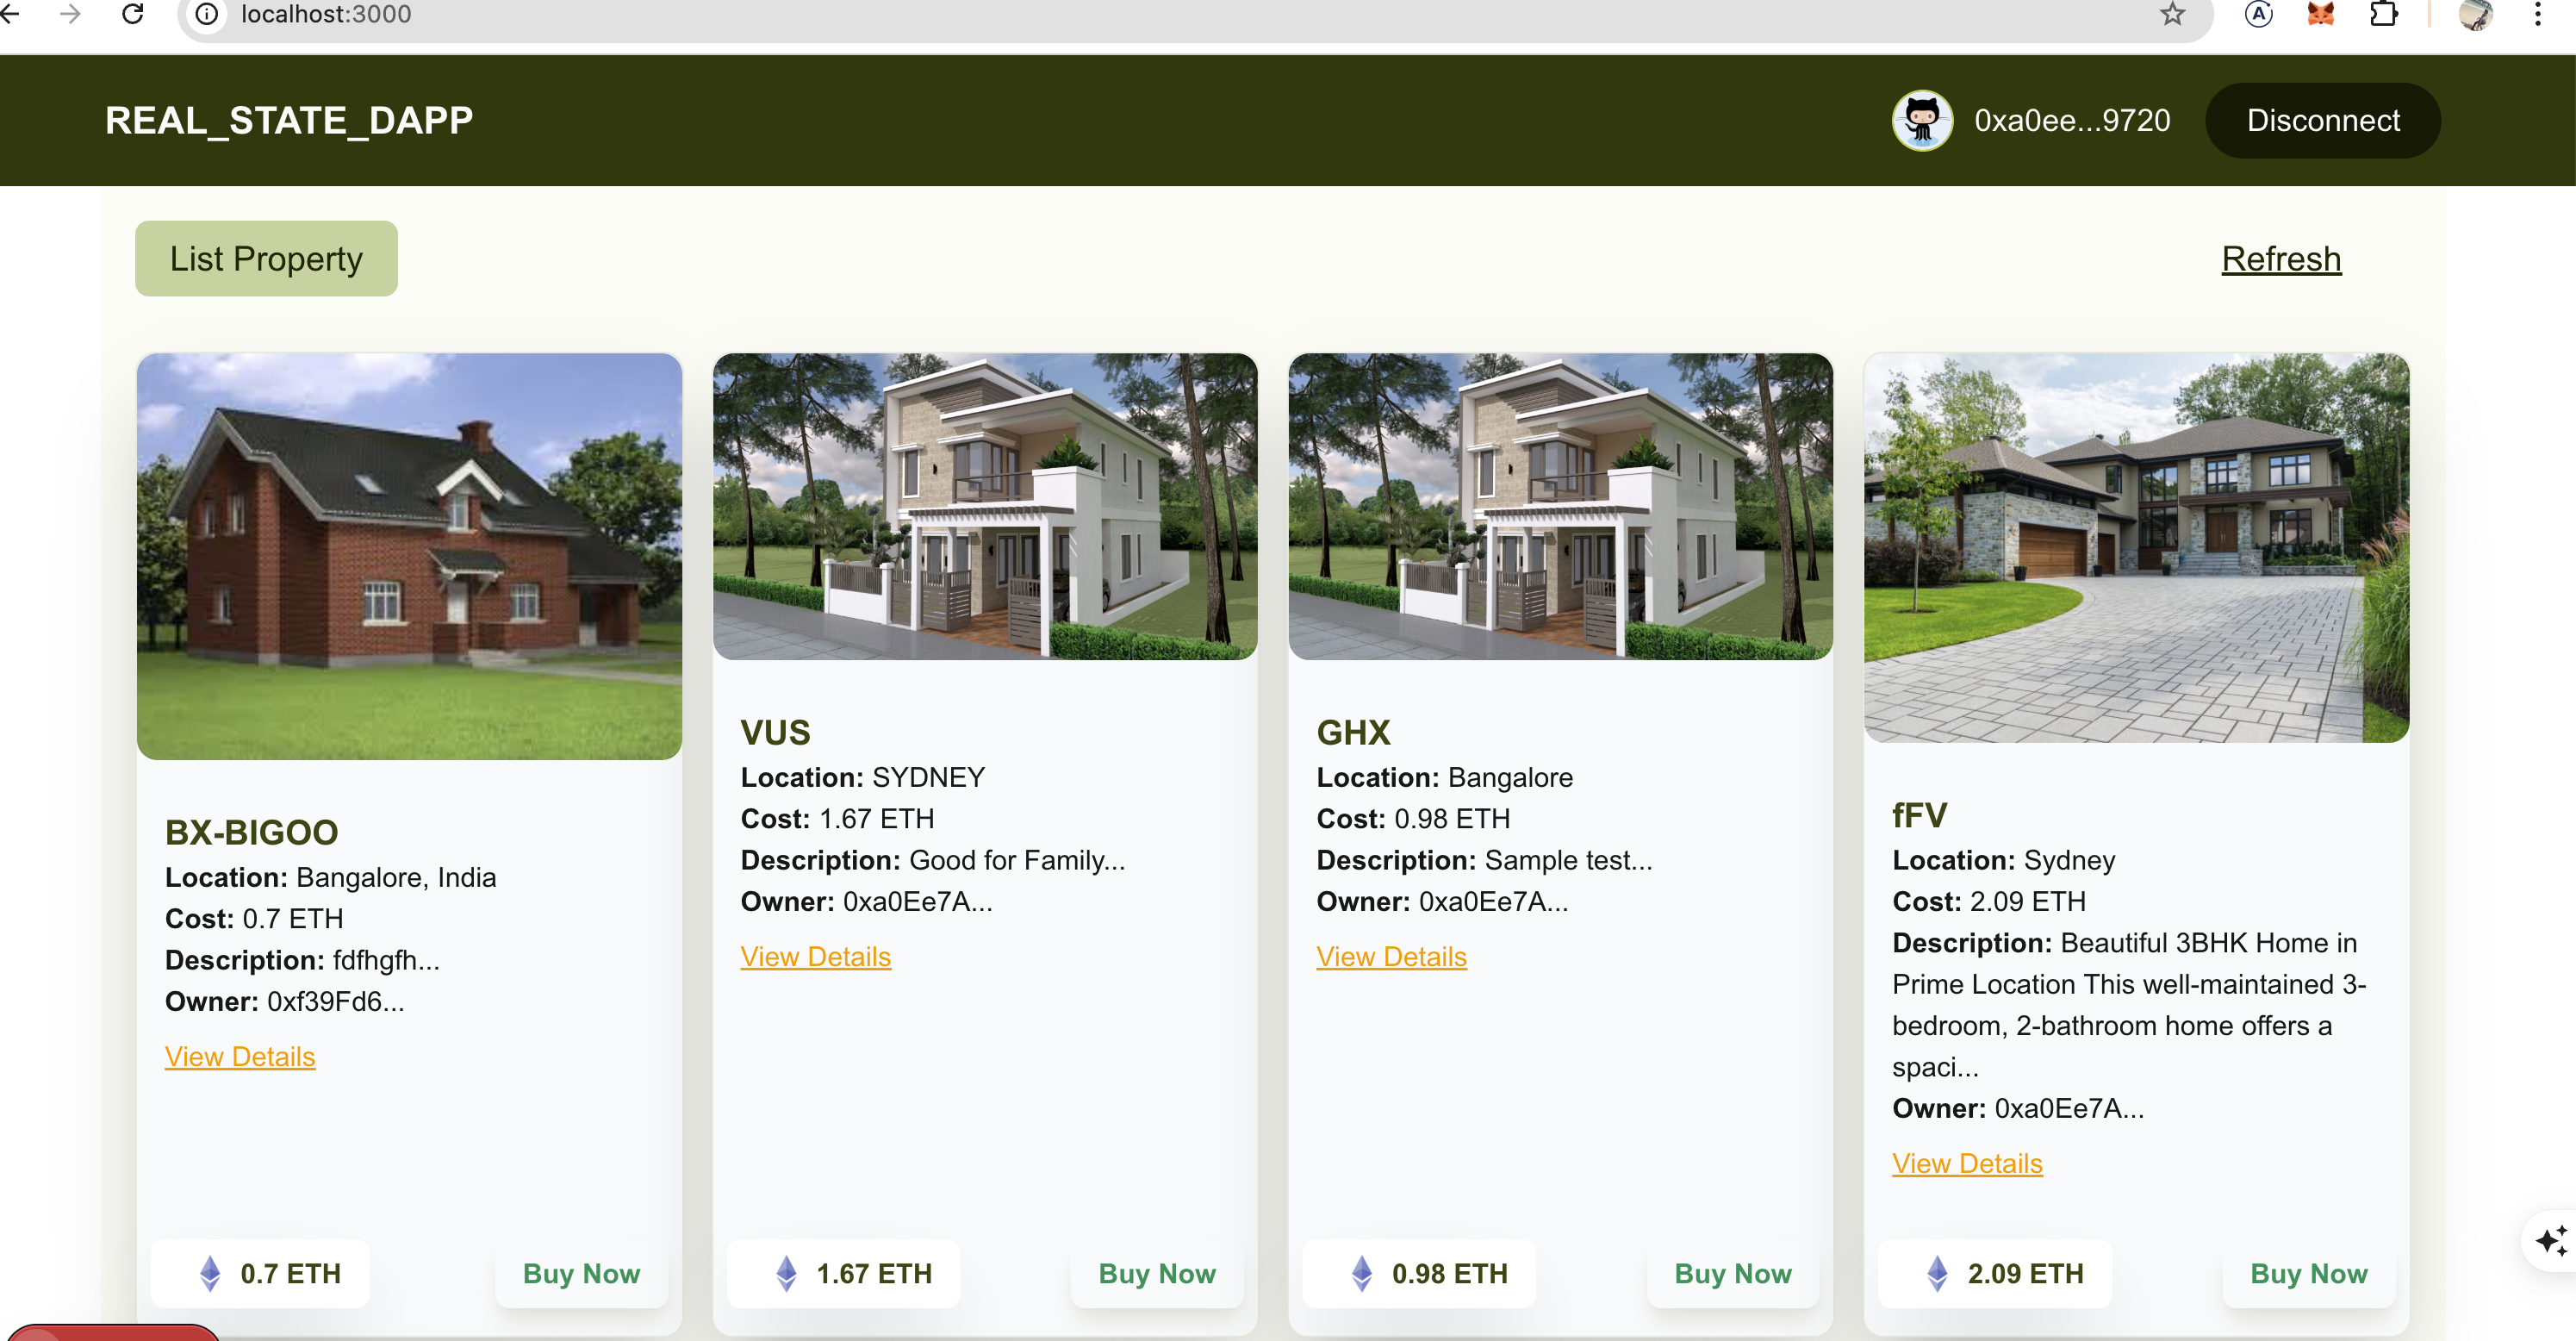 localhost:3000
REAL_STATE_DAPP
0xa0ee...9720
Disconnect
List Property
Refresh
BX-BIGOO
Location: Bangalore, India
Cost: 0.7 ETH
Description: fdfhgfh...
Owner: 0xf39Fd6...
View Details
0.7 ETH
Buy Now
VUS
Location: SYDNEY
Cost: 1.67 ETH
Description: Good for Family...
Owner: 0xa0Ee7A...
View Details
1.67 ETH
Buy Now
GHX
Location: Bangalore
Cost: 0.98 ETH
Description: Sample test...
Owner: 0xa0Ee7A...
View Details
0.98 ETH
Buy Now
fFV
Location: Sydney
Cost: 2.09 ETH
Description: Beautiful 3BHK Home in
Prime Location This well-maintained 3-
bedroom, 2-bathroom home offers a
spaci...
Owner: 0xa0Ee7A...
View Details
2.09 ETH
Buy Now